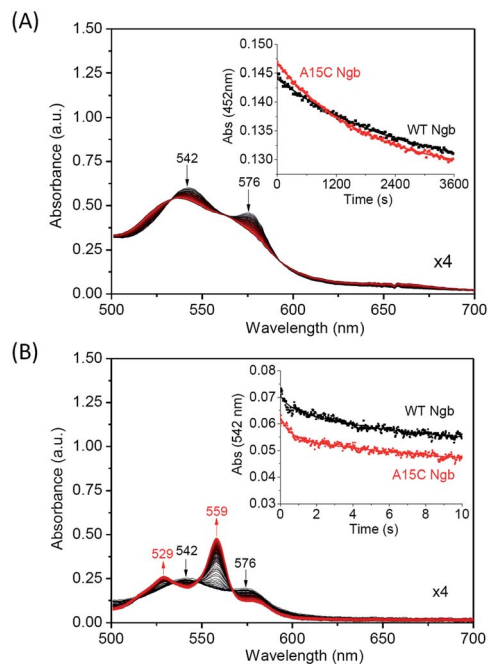 (A)
1.50
1.25
1.00
0.75
0.50
0.25
0.00
Absorbance (a.u.)
500 550 600 650 700
Wavelength (nm)
542
576
x4
0.150
0.145
0.140
0.135
0.130
Abs (452nm)
A15C Ngb
WT Ngb
0 1200 2400 3600
Time (s)
(B)
1.50
1.25
1.00
0.75
0.50
0.25
0.00
Absorbance (a.u.)
500 550 600 650 700
Wavelength (nm)
529
542
559
576
x4
0.08
0.07
0.06
0.05
0.04
0.03
Abs (542 nm)
WT Ngb
A15C Ngb
0 2 4 6 8 10
Time (s)